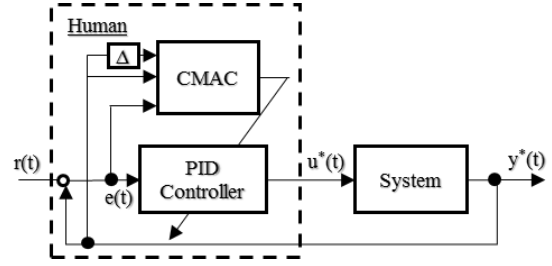 Human
Δ
CMAC
r(t)
e(t)
PID
Controller
u*(t)
System
y*(t)